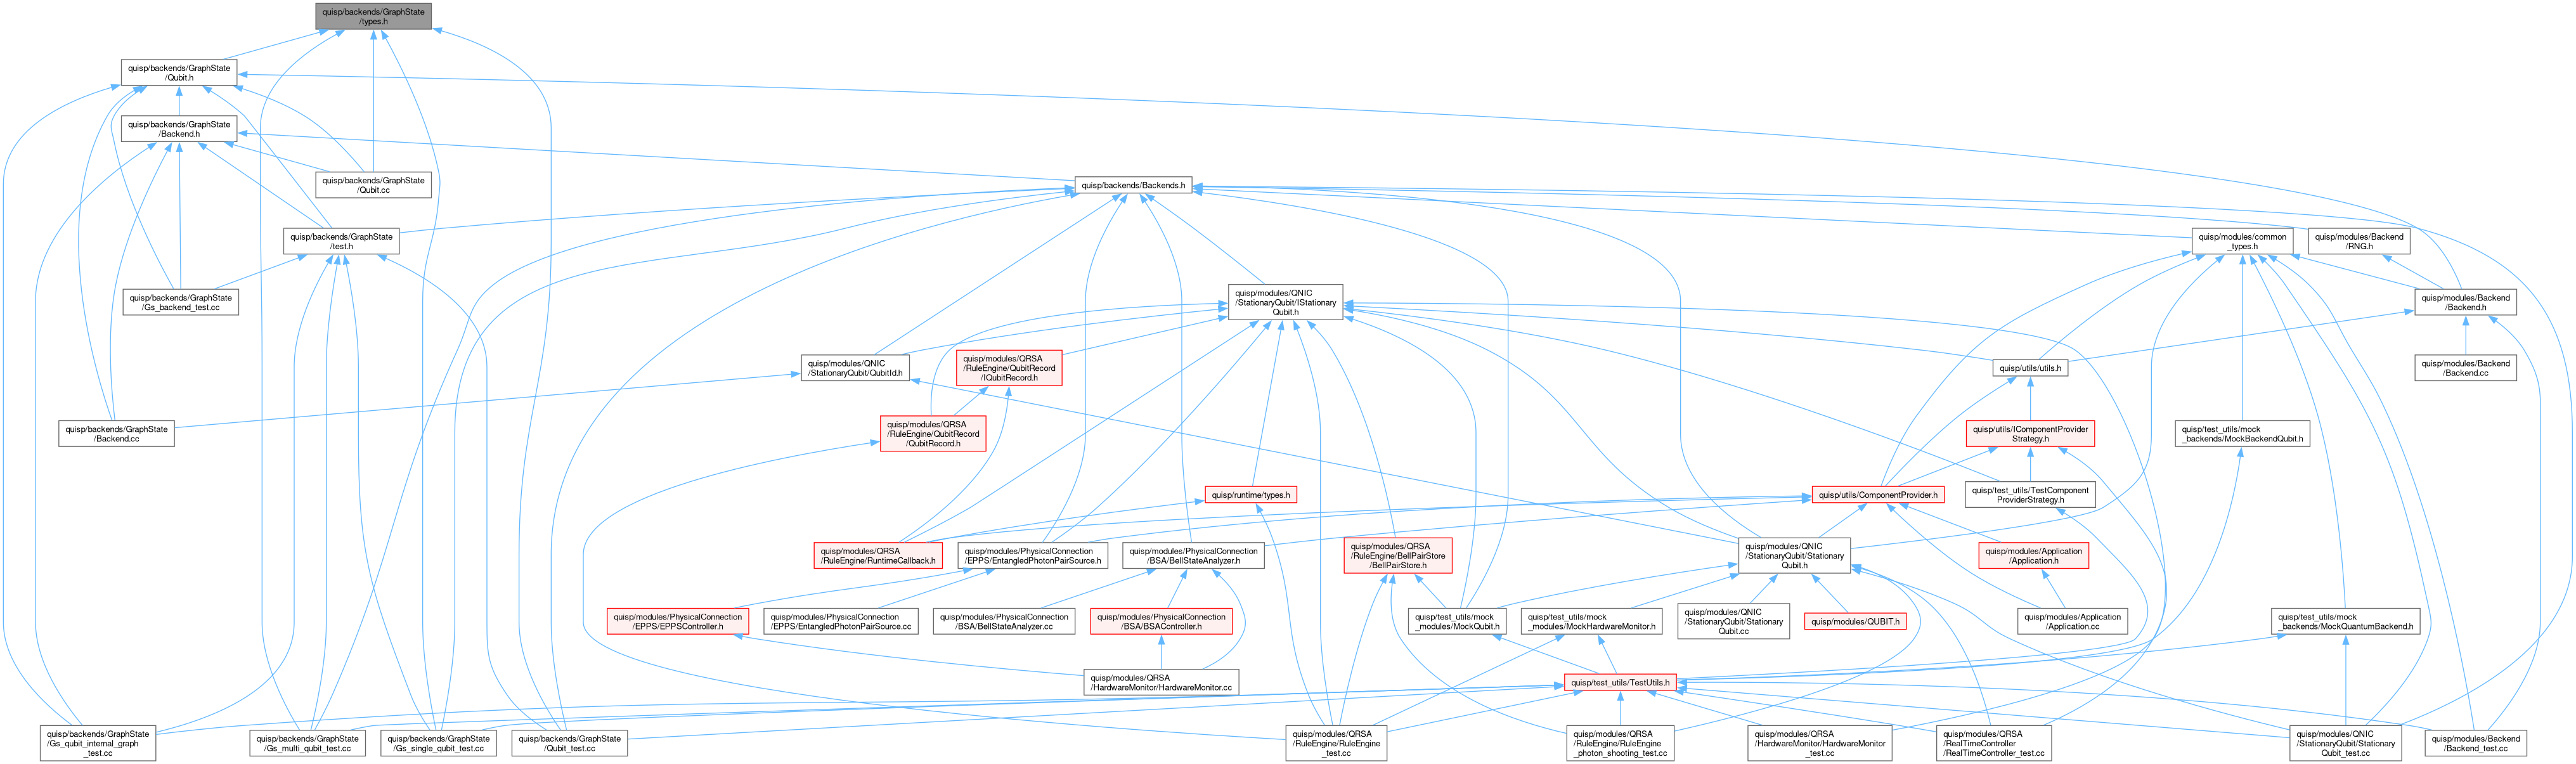 quisp/backends/GraphState
/types.h
quisp/backends/GraphState
/Qubit.h
quisp/backends/GraphState
/Backend.h
quisp/backends/GraphState
/Qubit.cc
quisp/backends/Backends.h
quisp/backends/GraphState
/test.h
quisp/modules/common
_types.h
quisp/modules/Backend
/RNG.h
quisp/backends/GraphState
/Gs_backend_test.cc
quisp/modules/QNIC
/StationaryQubit/IStationary
Qubit.h
quisp/modules/Backend
/Backend.h
quisp/modules/QNIC
/StationaryQubit/QubitId.h
quisp/modules/QRSA
/RuleEngine/QubitRecord
/IQubitRecord.h
quisp/utils/utils.h
quisp/modules/Backend
/Backend.cc
quisp/backends/GraphState
/Backend.cc
quisp/modules/QRSA
/RuleEngine/QubitRecord
/QubitRecord.h
quisp/utils/IComponentProvider
Strategy.h
quisp/test_utils/mock
_backends/MockBackendQubit.h
quisp/runtime/types.h
quisp/utils/ComponentProvider.h
quisp/test_utils/TestComponent
ProviderStrategy.h
quisp/modules/QRSA
/RuleEngine/RuntimeCallback.h
quisp/modules/PhysicalConnection
/EPPS/EntangledPhotonPairSource.h
quisp/modules/PhysicalConnection
/BSA/BellStateAnalyzer.h
quisp/modules/QRSA
/RuleEngine/BellPairStore
/BellPairStore.h
quisp/modules/QNIC
/StationaryQubit/Stationary
Qubit.h
quisp/modules/Application
/Application.h
quisp/modules/PhysicalConnection
/EPPS/EPPSController.h
quisp/modules/PhysicalConnection
/EPPS/EntangledPhotonPairSource.cc
quisp/modules/PhysicalConnection
/BSA/BellStateAnalyzer.cc
quisp/modules/PhysicalConnection
/BSA/BSAController.h
quisp/test_utils/mock
_modules/MockQubit.h
quisp/test_utils/mock
_modules/MockHardwareMonitor.h
quisp/modules/QNIC
/StationaryQubit/Stationary
Qubit.cc
quisp/modules/QUBIT.h
quisp/modules/Application
/Application.cc
quisp/test_utils/mock
_backends/MockQuantumBackend.h
quisp/modules/QRSA
/HardwareMonitor/HardwareMonitor.cc
quisp/test_utils/TestUtils.h
quisp/backends/GraphState
/Gs_qubit_internal_graph
_test.cc
quisp/backends/GraphState
/Gs_multi_qubit_test.cc
quisp/backends/GraphState
/Gs_single_qubit_test.cc
quisp/backends/GraphState
/Qubit_test.cc
quisp/modules/QRSA
/RuleEngine/RuleEngine
_test.cc
quisp/modules/QRSA
/RuleEngine/RuleEngine
_photon_shooting_test.cc
quisp/modules/QRSA
/HardwareMonitor/HardwareMonitor
_test.cc
quisp/modules/QRSA
/RealTimeController
/RealTimeController_test.cc
quisp/modules/QNIC
/StationaryQubit/Stationary
Qubit_test.cc
quisp/modules/Backend
/Backend_test.cc